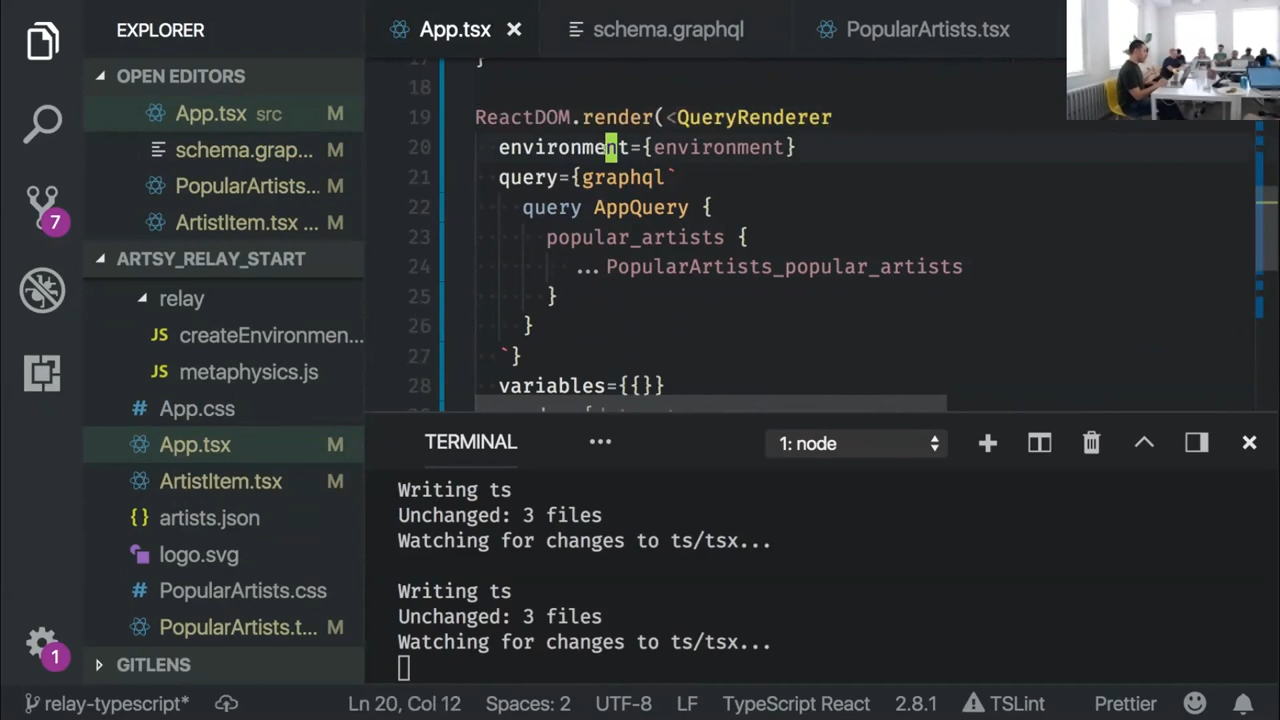 EXPLORER
OPEN EDITORS
App.tsx src M
schema.grap... M
PopularArtists... M
ArtistItem.tsx ... M
ARTSY_RELAY_START
relay
JS createEnvironmen...
JS metaphysics.js
# App.css
App.tsx M
ArtistItem.tsx M
{} artists.json
logo.svg
# PopularArtists.css
PopularArtists.t... M
GITLENS
7
1
App.tsx
schema.graphql
PopularArtists.tsx
17 }
18
19 ReactDOM.render(<QueryRenderer
20 environment={environment}
21 query={graphql`
22 query AppQuery {
23 popular_artists {
24 ...PopularArtists_popular_artists
25 }
26 }
27 `}
28 variables={{}}
TERMINAL ... 1: node
Writing ts
Unchanged: 3 files
Watching for changes to ts/tsx...
Writing ts
Unchanged: 3 files
Watching for changes to ts/tsx...
relay-typescript* Ln 20, Col 12 Spaces: 2 UTF-8 LF TypeScript React 2.8.1 TSLint Prettier